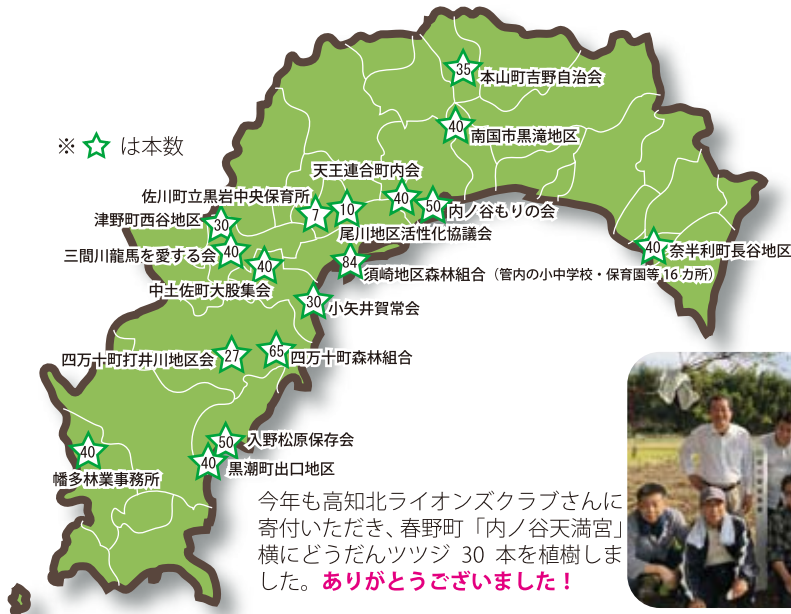 35
本山町吉野自治会
40
南国市黒滝地区
※ ☆ は本数
天王連合町内会
40
佐川町立黒岩中央保育所
7
10
50
内ノ谷もりの会
尾川地区活性化協議会
津野町西谷地区
30
三間川龍馬を愛する会
40
40
中土佐町大股集会
84
須崎地区森林組合(管内の小中学校・保育園等 16 カ所)
40
奈半利町長谷地区
30
小矢井賀常会
四万十町打井川地区会
27
65
四万十町森林組合
50
入野松原保存会
40
黒潮町出口地区
40
幡多林業事務所
今年も高知北ライオンズクラブさんに
寄付いただき、春野町「内ノ谷天満宮」
横にどうだんツツジ 30 本を植樹しま
した。ありがとうございました!